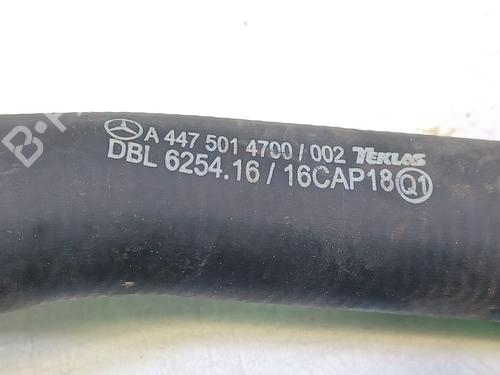 A 447 501 4700 / 002 TEKLAS
DBL 6254.16 / 16CAP18 Q1